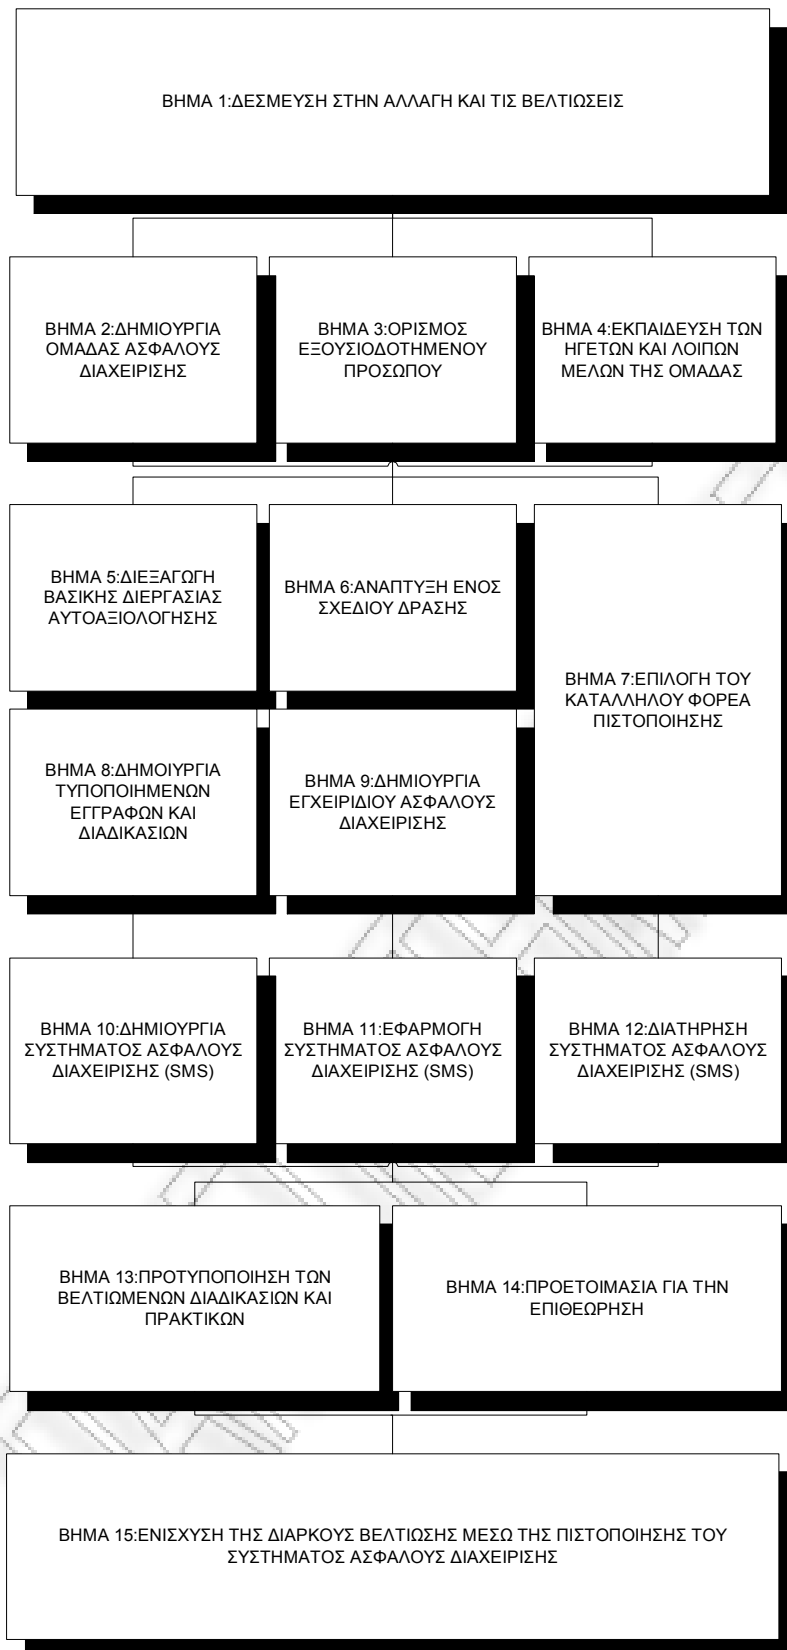 ΒΗΜΑ 1:ΔΕΣΜΕΥΣΗ ΣΤΗΝ ΑΛΛΑΓΗ ΚΑΙ ΤΙΣ ΒΕΛΤΙΩΣΕΙΣ
ΒΗΜΑ 2:ΔΗΜΙΟΥΡΓΙΑ
ΟΜΑΔΑΣ ΑΣΦΑΛΟΥΣ
ΔΙΑΧΕΙΡΙΣΗΣ
ΒΗΜΑ 3:ΟΡΙΣΜΟΣ
ΕΞΟΥΣΙΟΔΟΤΗΜΕΝΟΥ
ΠΡΟΣΩΠΟΥ
ΒΗΜΑ 4:ΕΚΠΑΙΔΕΥΣΗ ΤΩΝ
ΗΓΕΤΩΝ ΚΑΙ ΛΟΙΠΩΝ
ΜΕΛΩΝ ΤΗΣ ΟΜΑΔΑΣ
ΒΗΜΑ 5:ΔΙΕΞΑΓΩΓΗ
ΒΑΣΙΚΗΣ ΔΙΕΡΓΑΣΙΑΣ
ΑΥΤΟΑΞΙΟΛΟΓΗΣΗΣ
ΒΗΜΑ 6:ΑΝΑΠΤΥΞΗ ΕΝΟΣ
ΣΧΕΔΙΟΥ ΔΡΑΣΗΣ
ΒΗΜΑ 7:ΕΠΙΛΟΓΗ ΤΟΥ
ΚΑΤΑΛΛΗΛΟΥ ΦΟΡΕΑ
ΠΙΣΤΟΠΟΙΗΣΗΣ
ΒΗΜΑ 8:ΔΗΜΟΙΥΡΓΙΑ
ΤΥΠΟΠΟΙΗΜΕΝΩΝ
ΕΓΓΡΑΦΩΝ ΚΑΙ
ΔΙΑΔΙΚΑΣΙΩΝ
ΒΗΜΑ 9:ΔΗΜΙΟΥΡΓΙΑ
ΕΓΧΕΙΡΙΔΙΟΥ ΑΣΦΑΛΟΥΣ
ΔΙΑΧΕΙΡΙΣΗΣ
ΒΗΜΑ 10:ΔΗΜΙΟΥΡΓΙΑ
ΣΥΣΤΗΜΑΤΟΣ ΑΣΦΑΛΟΥΣ
ΔΙΑΧΕΙΡΙΣΗΣ (SMS)
ΒΗΜΑ 11:ΕΦΑΡΜΟΓΗ
ΣΥΣΤΗΜΑΤΟΣ ΑΣΦΑΛΟΥΣ
ΔΙΑΧΕΙΡΙΣΗΣ (SMS)
ΒΗΜΑ 12:ΔΙΑΤΗΡΗΣΗ
ΣΥΣΤΗΜΑΤΟΣ ΑΣΦΑΛΟΥΣ
ΔΙΑΧΕΙΡΙΣΗΣ (SMS)
ΒΗΜΑ 13:ΠΡΟΤΥΠΟΠΟΙΗΣΗ ΤΩΝ
ΒΕΛΤΙΩΜΕΝΩΝ ΔΙΑΔΙΚΑΣΙΩΝ ΚΑΙ
ΠΡΑΚΤΙΚΩΝ
ΒΗΜΑ 14:ΠΡΟΕΤΟΙΜΑΣΙΑ ΓΙΑ ΤΗΝ
ΕΠΙΘΕΩΡΗΣΗ
ΒΗΜΑ 15:ΕΝΙΣΧΥΣΗ ΤΗΣ ΔΙΑΡΚΟΥΣ ΒΕΛΤΙΩΣΗΣ ΜΕΣΩ ΤΗΣ ΠΙΣΤΟΠΟΙΗΣΗΣ ΤΟΥ
ΣΥΣΤΗΜΑΤΟΣ ΑΣΦΑΛΟΥΣ ΔΙΑΧΕΙΡΙΣΗΣ